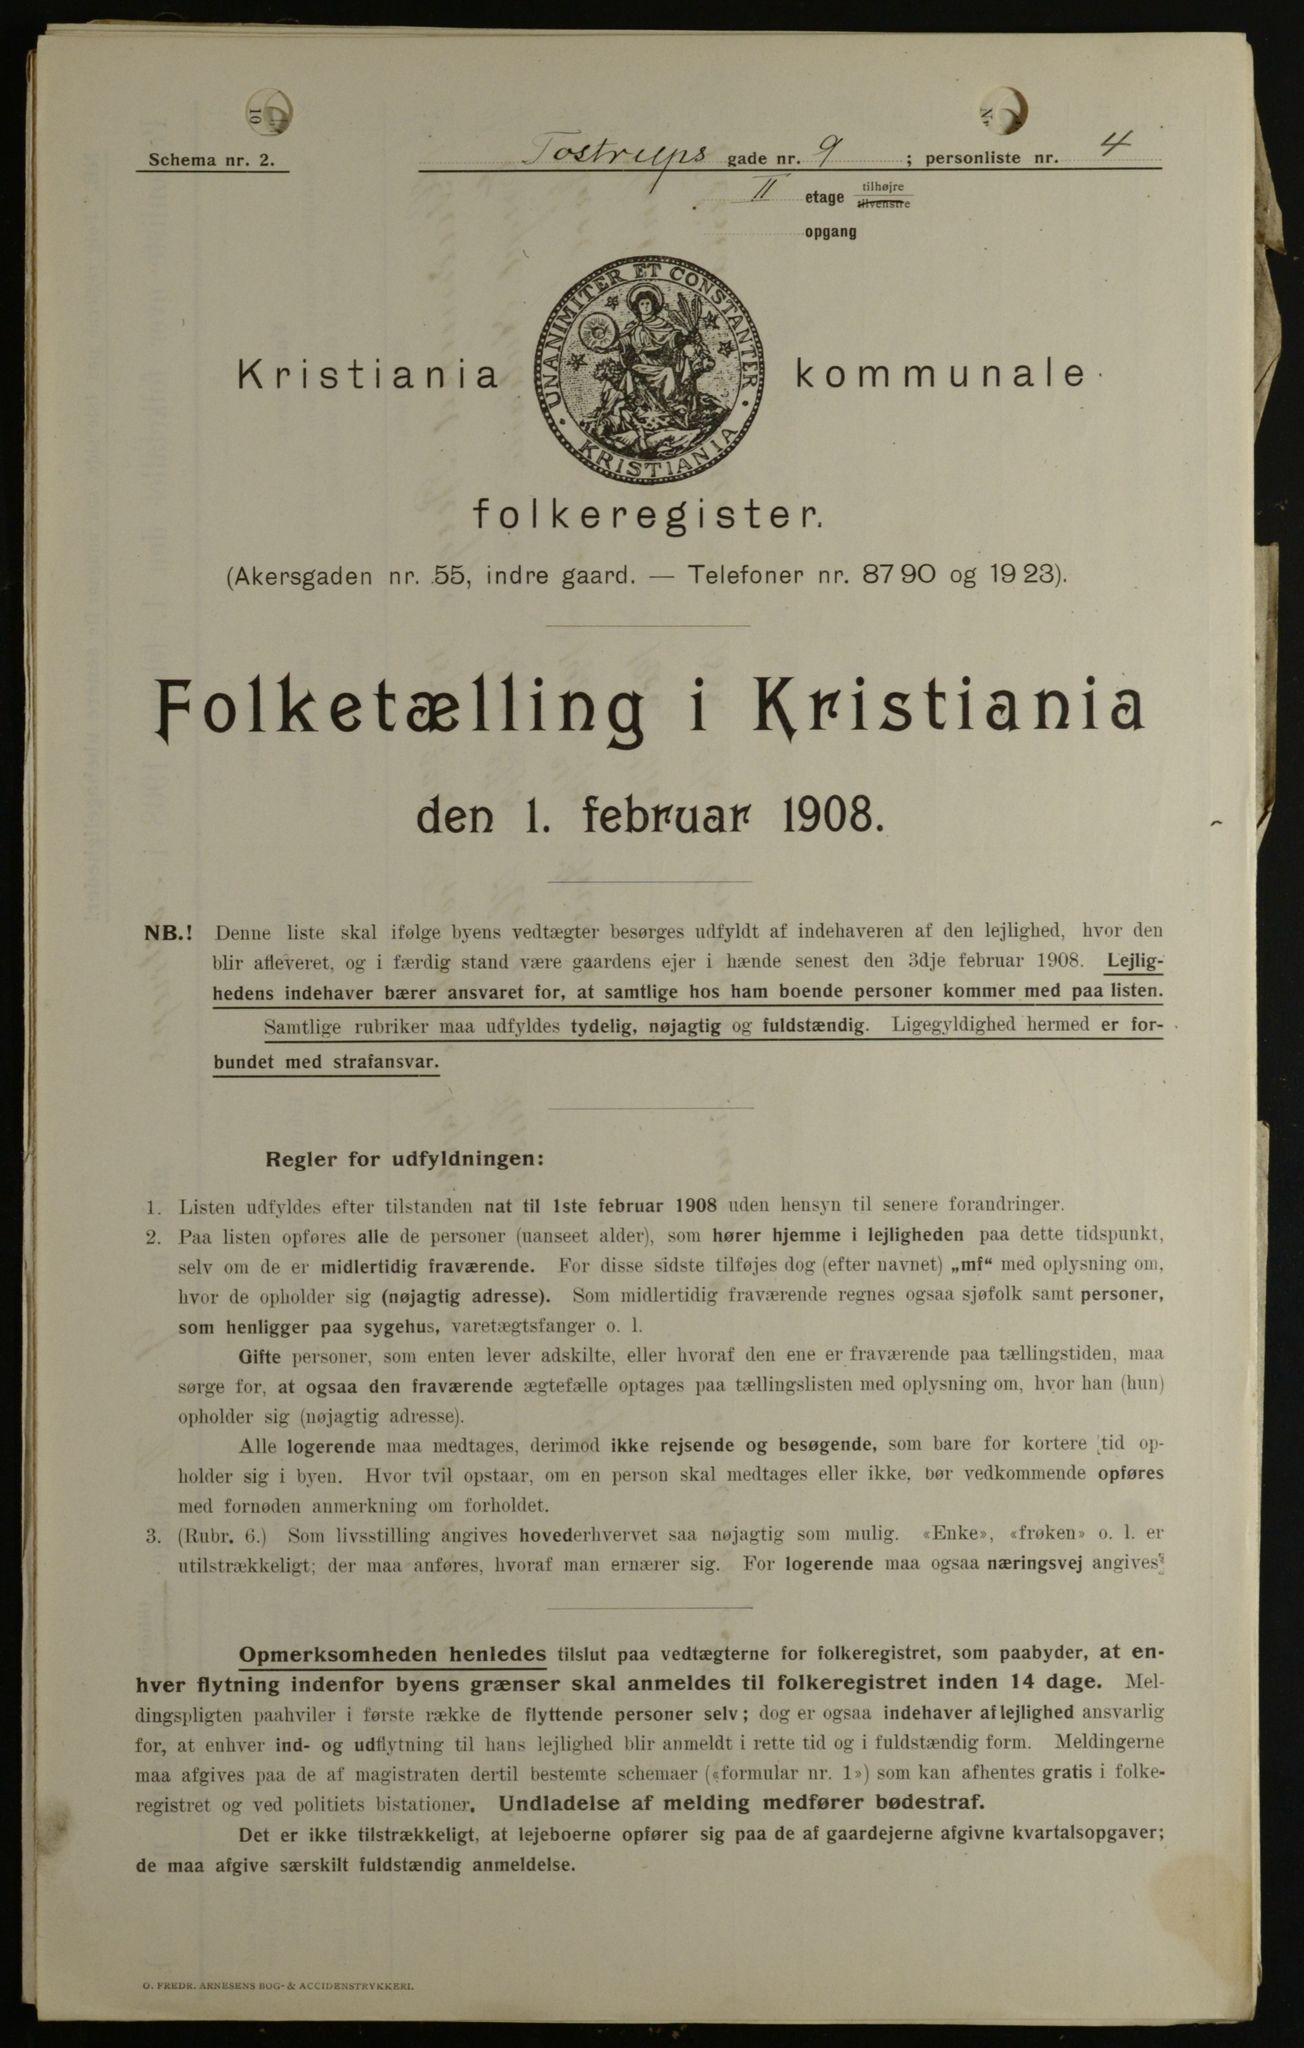 Schema nr. 2.
Tostrups gade nr. 9 ; personliste nr. 4
II etage tilhøjre
tilvenstre
opgang
UNANIMITER ET CONSTANTER
KRISTIANIA
Kristiania kommunale
folkeregister.
(Akersgaden nr. 55, indre gaard. — Telefoner nr. 8790 og 1923).
Folketælling i Kristiania
den 1. februar 1908.
NB.! Denne liste skal ifølge byens vedtægter besørges udfyldt af indehaveren af den lejlighed, hvor den
blir afleveret, og i færdig stand være gaardens ejer i hænde senest den 3dje februar 1908. Lejlig-
hedens indehaver bærer ansvaret for, at samtlige hos ham boende personer kommer med paa listen.
Samtlige rubriker maa udfyldes tydelig, nøjagtig og fuldstændig. Ligegyldighed hermed er for-
bundet med strafansvar.
Regler for udfyldningen:
1. Listen udfyldes efter tilstanden nat til 1ste februar 1908 uden hensyn til senere forandringer.
2. Paa listen opføres alle de personer (uanseet alder), som hører hjemme i lejligheden paa dette tidspunkt,
selv om de er midlertidig fraværende. For disse sidste tilføjes dog (efter navnet) „mf“ med oplysning om,
hvor de opholder sig (nøjagtig adresse). Som midlertidig fraværende regnes ogsaa sjøfolk samt personer,
som henligger paa sygehus, varetægtsfanger o. l.
Gifte personer, som enten lever adskilte, eller hvoraf den ene er fraværende paa tællingstiden, maa
sørge for, at ogsaa den fraværende ægtefælle optages paa tællingslisten med oplysning om, hvor han (hun)
opholder sig (nøjagtig adresse).
Alle logerende maa medtages, derimod ikke rejsende og besøgende, som bare for kortere tid op-
holder sig i byen. Hvor tvil opstaar, om en person skal medtages eller ikke, bør vedkommende opføres
med fornøden anmerkning om forholdet.
3. (Rubr. 6.) Som livsstilling angives hovederhvervet saa nøjagtig som mulig. «Enke», «frøken» o. l. er
utilstrækkeligt; der maa anføres, hvoraf man ernærer sig. For logerende maa ogsaa næringsvej angives.
Opmerksomheden henledes tilslut paa vedtægterne for folkeregistret, som paabyder, at en-
hver flytning indenfor byens grænser skal anmeldes til folkeregistret inden 14 dage. Mel-
dingspligten paahviler i første række de flyttende personer selv; dog er ogsaa indehaver af lejlighed ansvarlig
for, at enhver ind- og udflytning til hans lejlighed blir anmeldt i rette tid og i fuldstændig form. Meldingerne
maa afgives paa de af magistraten dertil bestemte schemaer («formular nr. 1») som kan afhentes gratis i folke-
registret og ved politiets bistationer. Undladelse af melding medfører bødestraf.
Det er ikke tilstrækkeligt, at lejeboerne opfører sig paa de af gaardejerne afgivne kvartalsopgaver;
de maa afgive særskilt fuldstændig anmeldelse.
O. FREDR. ARNESENS BOG- & ACCIDENSTRYKKERI.